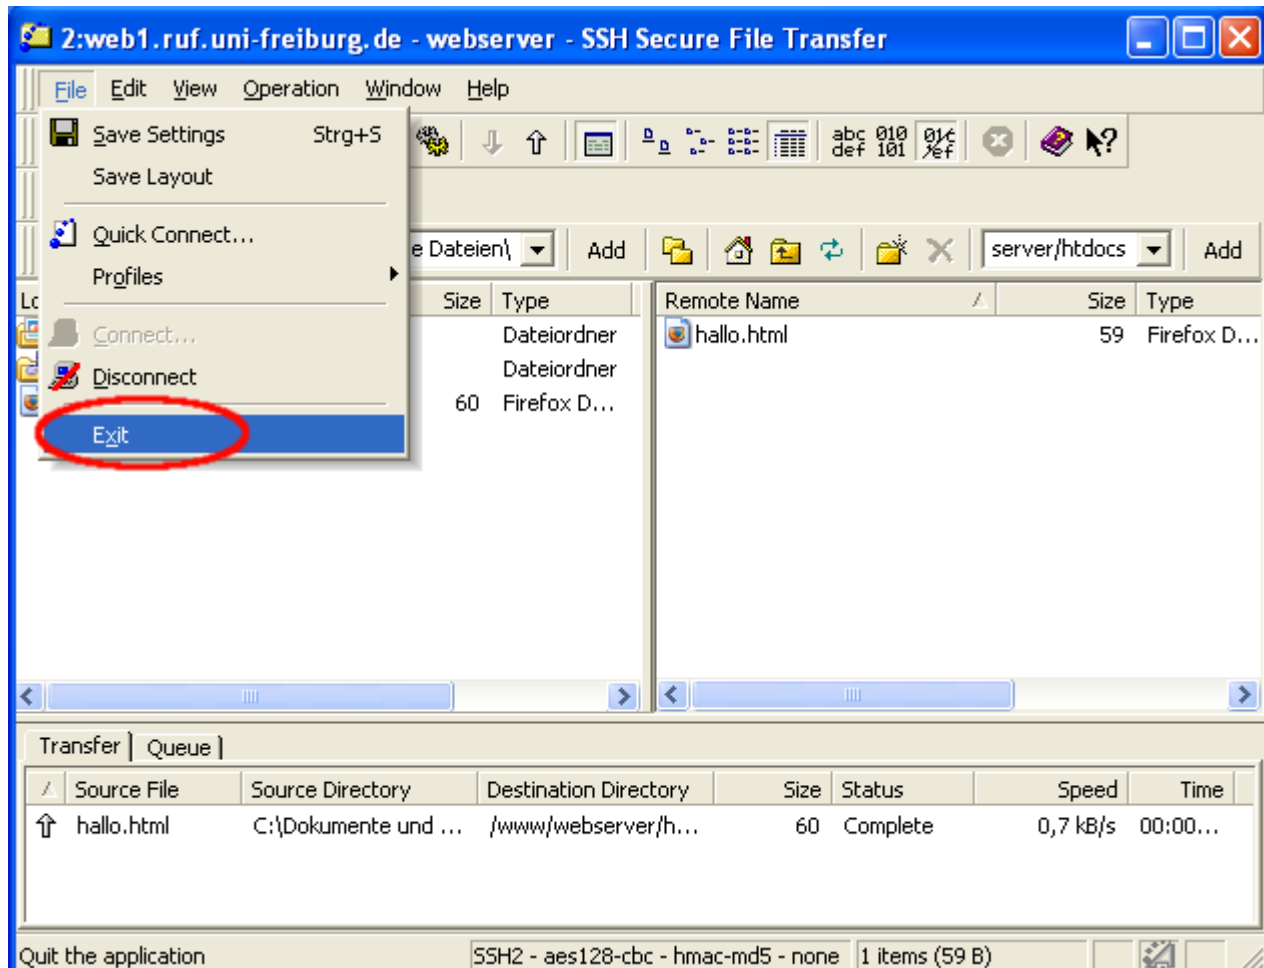 2:web1.ruf.uni-freiburg.de - webserver - SSH Secure File Transfer
File Edit View Operation Window Help
Save Settings Strg+S
abc 010
def 101
Save Layout
Quick Connect...
e Dateien\ Add server/htdocs Add
Profiles
Size Type Remote Name Size Type
Connect... Dateiordner hallo.html 59 Firefox D...
Disconnect Dateiordner
60 Firefox D...
Exit
Transfer Queue
Source File Source Directory Destination Directory Size Status Speed Time
hallo.html C:\Dokumente und ... /www/webserver/h... 60 Complete 0,7 kB/s 00:00...
Quit the application SSH2 - aes128-cbc - hmac-md5 - none 1 items (59 B)